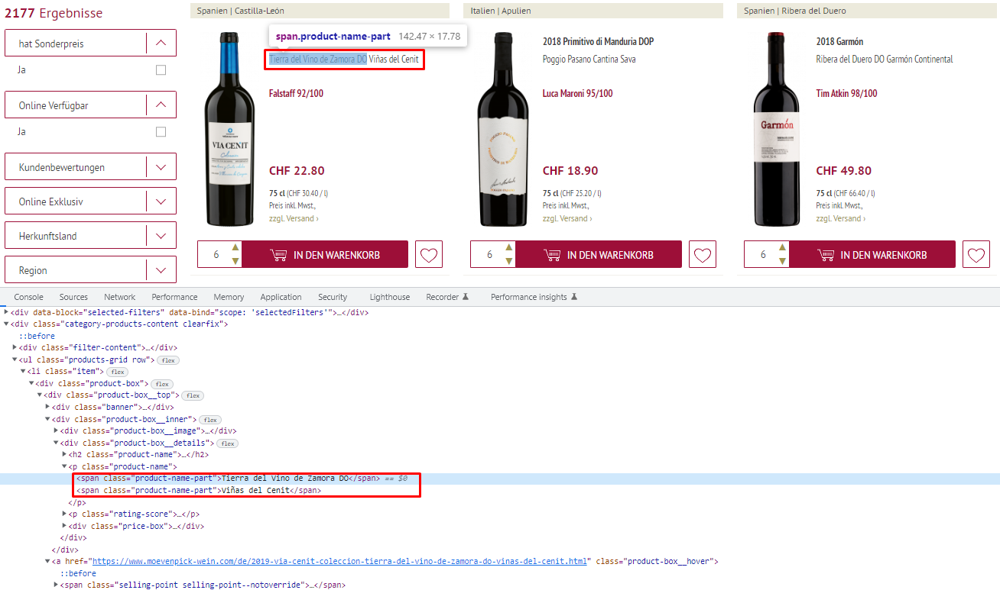 2177 Ergebnisse
hat Sonderpreis
Ja
Online Verfügbar
Ja
Kundenbewertungen
Online Exklusiv
Herkunftsland
Region
Spanien | Castilla-León
span.product-name-part 142.47 × 17.78
Tierra del Vino de Zamora DO Viñas del Cenit
Falstaff 92/100
VIA CENIT
CHF 22.80
75 cl (CHF 30.40 / l)
Preis inkl. Mwst.,
zzgl. Versand ›
6
IN DEN WARENKORB
Italien | Apulien
2018 Primitivo di Manduria DOP
Poggio Pasano Cantina Sava
Luca Maroni 95/100
CHF 18.90
75 cl (CHF 25.20 / l)
Preis inkl. Mwst.,
zzgl. Versand ›
6
IN DEN WARENKORB
Spanien | Ribera del Duero
2018 Garmón
Ribera del Duero DO Garmón Continental
Tim Atkin 98/100
Garmón
CHF 49.80
75 cl (CHF 66.40 / l)
Preis inkl. Mwst.,
zzgl. Versand ›
6
IN DEN WARENKORB
Console Sources Network Performance Memory Application Security Lighthouse Recorder Performance insights
<div data-block="selected-filters" data-bind="scope: 'selectedFilters'">…</div>
<div class="category-products-content clearfix">
::before
<div class="filter-content">…</div>
<ul class="products-grid row"> flex
<li class="item"> flex
<div class="product-box"> flex
<div class="product-box__top"> flex
<div class="banner">…</div>
<div class="product-box__inner"> flex
<div class="product-box__image">…</div>
<div class="product-box__details"> flex
<h2 class="product-name">…</h2>
<p class="product-name">
<span class="product-name-part">Tierra del Vino de Zamora DO</span> == $0
<span class="product-name-part">Viñas del Cenit</span>
</p>
<p class="rating-score">…</p>
<div class="price-box">…</div>
</div>
</div>
<a href="https://www.moevenpick-wein.com/de/2019-via-cenit-coleccion-tierra-del-vino-de-zamora-do-vinas-del-cenit.html" class="product-box__hover">
::before
<span class="selling-point selling-point--notoverride">…</span>